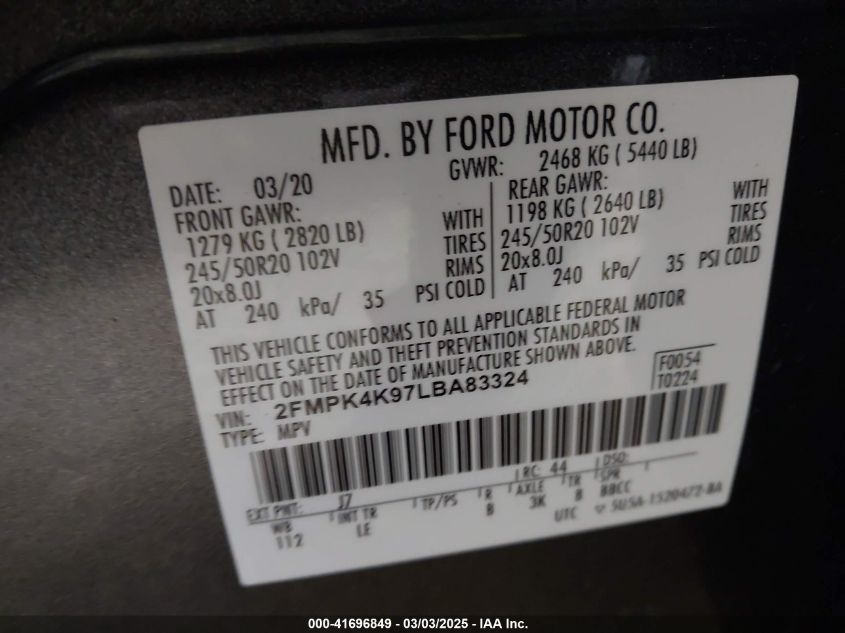 MFD. BY FORD MOTOR CO.
DATE: 03/20
GVWR: 2468 KG ( 5440 LB)
FRONT GAWR:
1279 KG ( 2820 LB)
245/50R20 102V
20x8.0J
WITH
TIRES
RIMS
AT 240 kPa/ 35 PSI COLD
REAR GAWR:
1198 KG ( 2640 LB)
245/50R20 102V
20x8.0J
WITH
TIRES
RIMS
AT 240 kPa/ 35 PSI COLD
THIS VEHICLE CONFORMS TO ALL APPLICABLE FEDERAL MOTOR
VEHICLE SAFETY AND THEFT PREVENTION STANDARDS IN
EFFECT ON THE DATE OF MANUFACTURE SHOWN ABOVE.
VIN: 2FMPK4K97LBA83324
TYPE: MPV
F0054
T0224
EXT PNT: J7
RC: 44
DSO:
WB
112
INT TR
LE
TP/PS
R
B
AXLE
3K
TR
8
SPR
BBCC
UTC
5U5A-1520472-BA
000-41696849 - 03/03/2025 - IAA Inc.